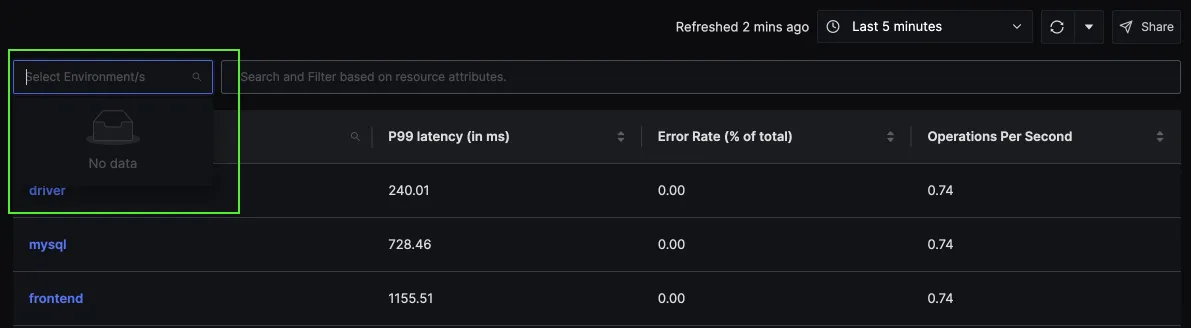 Refreshed 2 mins ago Last 5 minutes Share
Select Environment/s Search and Filter based on resource attributes.
No data
P99 latency (in ms) Error Rate (% of total) Operations Per Second
driver 240.01 0.00 0.74
mysql 728.46 0.00 0.74
frontend 1155.51 0.00 0.74